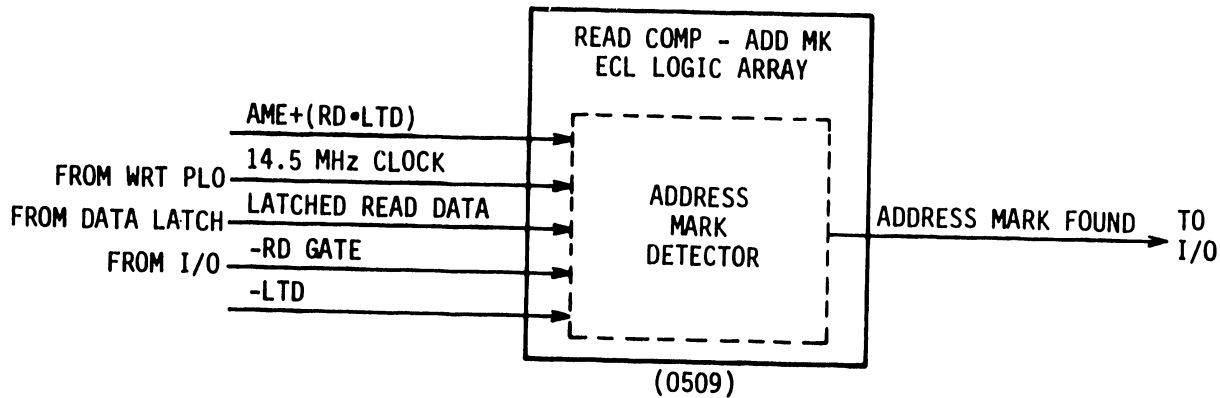 READ COMP - ADD MK
ECL LOGIC ARRAY
AME+(RD•LTD)
14.5 MHz CLOCK
FROM WRT PLO
LATCHED READ DATA
FROM DATA LATCH
-RD GATE
FROM I/O
-LTD
ADDRESS
MARK
DETECTOR
ADDRESS MARK FOUND
TO
I/O
(0509)